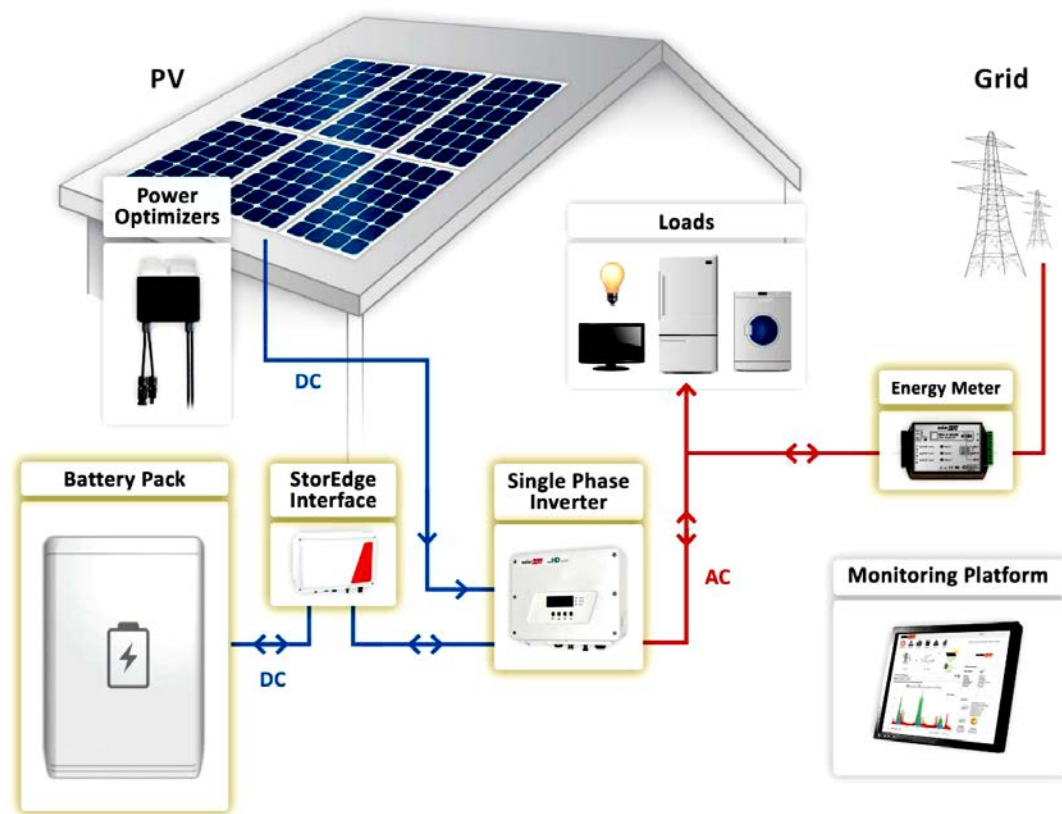 PV
Grid
Power
Optimizers
Loads
DC
Energy Meter
Battery Pack
StorEdge
Interface
Single Phase
Inverter
AC
Monitoring Platform
DC